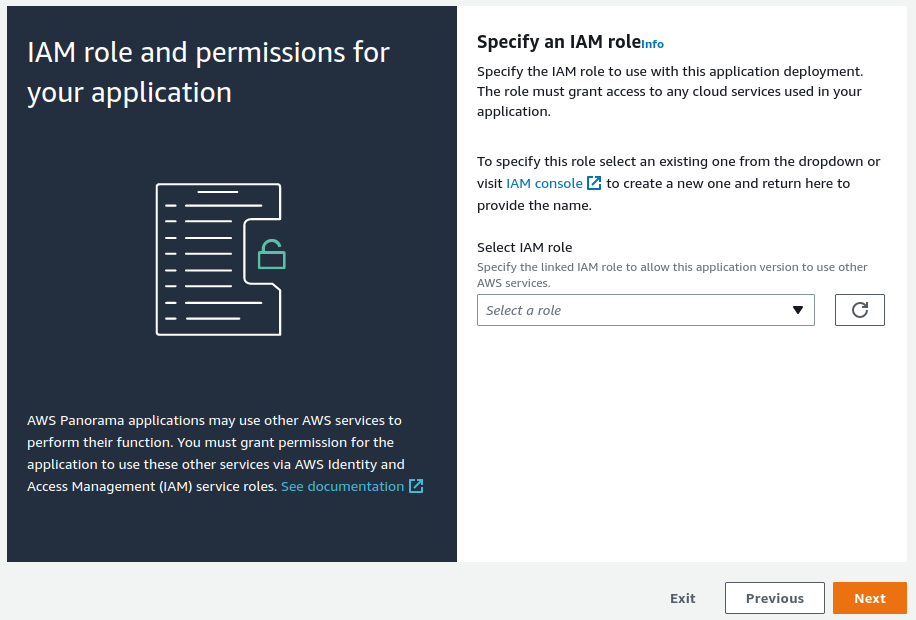 IAM role and permissions for
your application
AWS Panorama applications may use other AWS services to
perform their function. You must grant permission for the
application to use these other services via AWS Identity and
Access Management (IAM) service roles. See documentation
Specify an IAM role Info
Specify the IAM role to use with this application deployment.
The role must grant access to any cloud services used in your
application.
To specify this role select an existing one from the dropdown or
visit IAM console to create a new one and return here to
provide the name.
Select IAM role
Specify the linked IAM role to allow this application version to use other
AWS services.
Select a role
Exit
Previous
Next